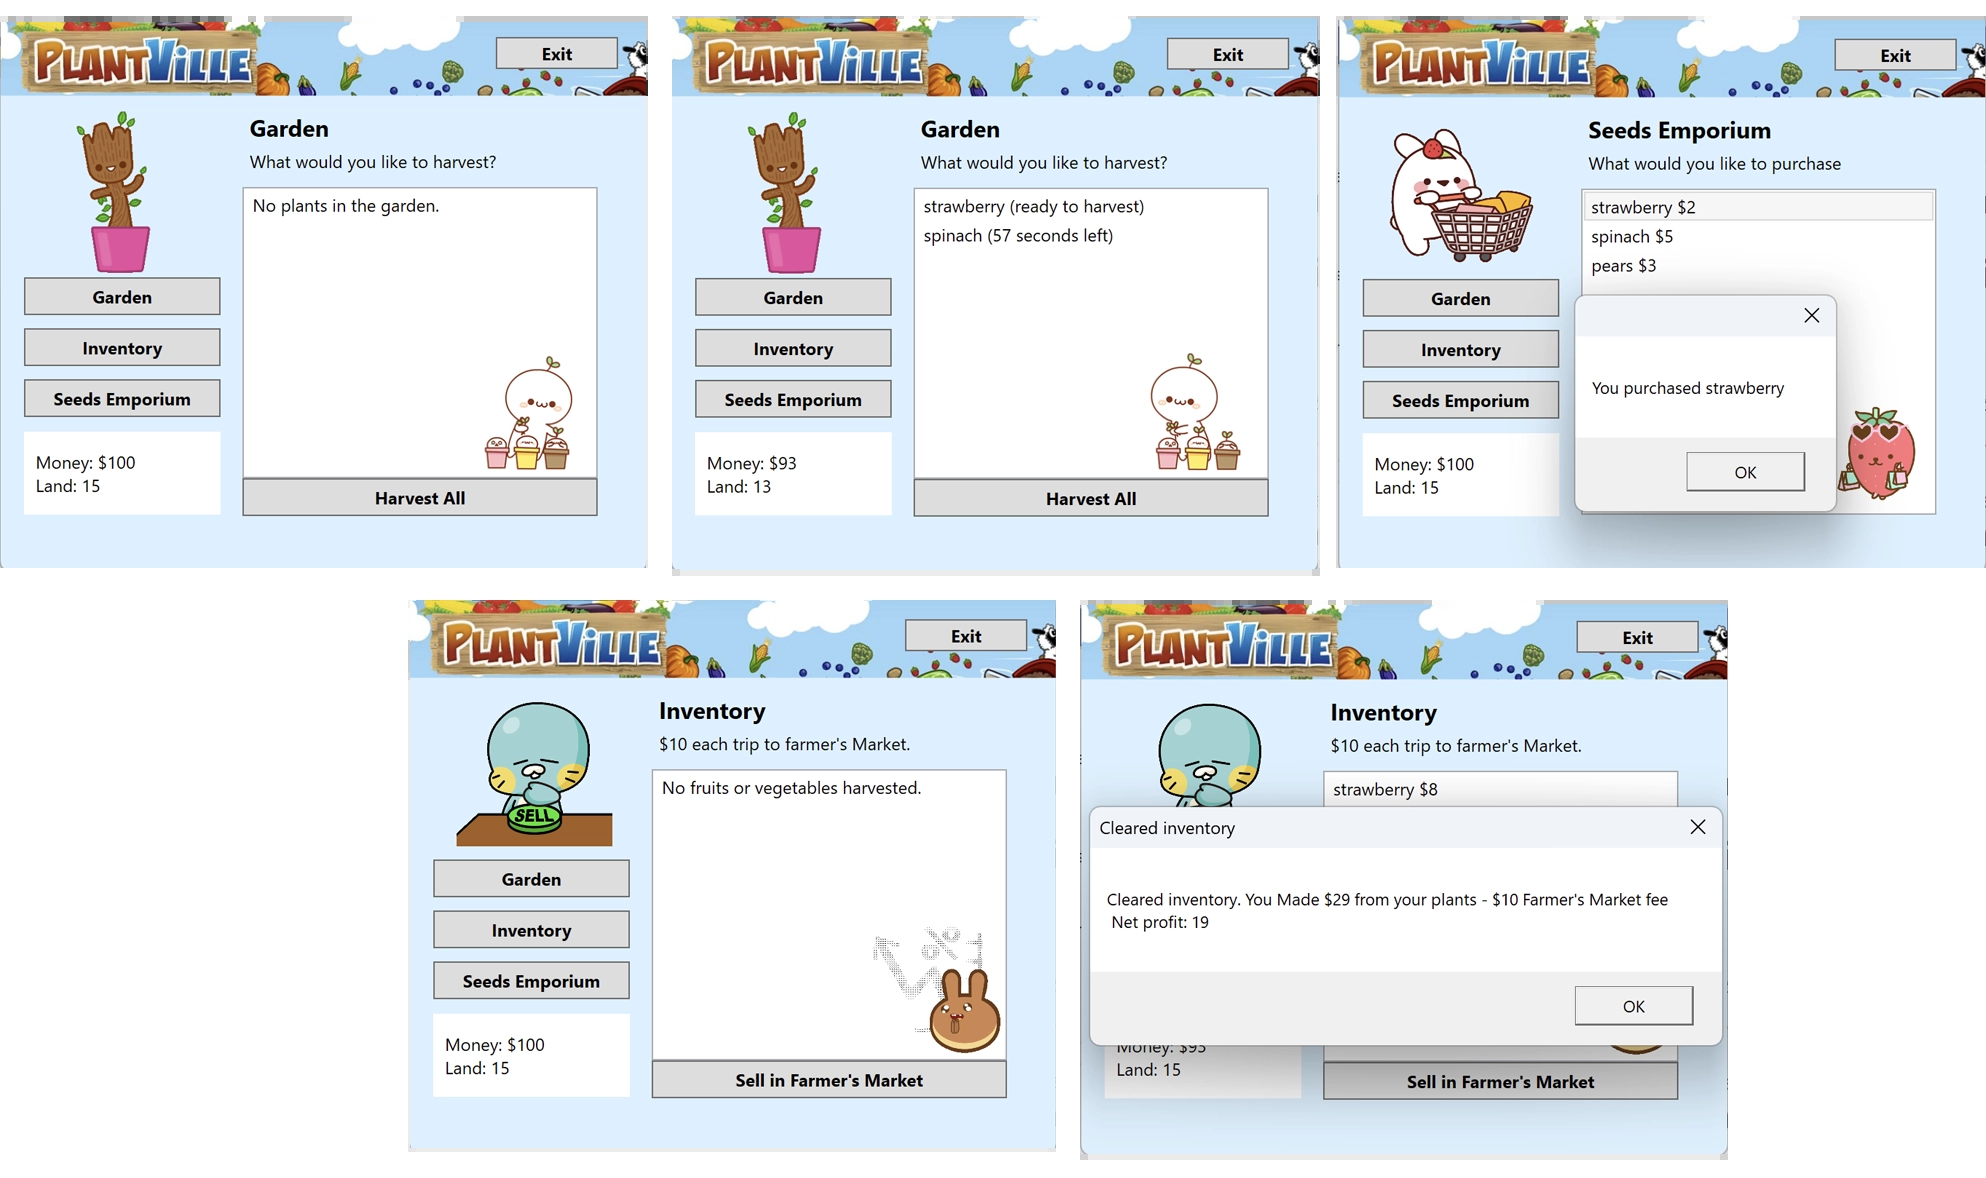 PLANTVILLE
Exit
Garden
What would you like to harvest?
No plants in the garden.
Garden
Inventory
Seeds Emporium
Money: $100
Land: 15
Harvest All
PLANTVILLE
Exit
Garden
What would you like to harvest?
strawberry (ready to harvest)
spinach (57 seconds left)
Garden
Inventory
Seeds Emporium
Money: $93
Land: 13
Harvest All
PLANTVILLE
Exit
Seeds Emporium
What would you like to purchase
strawberry $2
spinach $5
pears $3
Garden
Inventory
Seeds Emporium
You purchased strawberry
OK
Money: $100
Land: 15
PLANTVILLE
Exit
Inventory
$10 each trip to farmer's Market.
No fruits or vegetables harvested.
SELL
Garden
Inventory
Seeds Emporium
Money: $100
Land: 15
Sell in Farmer's Market
PLANTVILLE
Exit
Inventory
$10 each trip to farmer's Market.
strawberry $8
Cleared inventory
Cleared inventory. You Made $29 from your plants - $10 Farmer's Market fee
Net profit: 19
OK
Money: $93
Land: 15
Sell in Farmer's Market